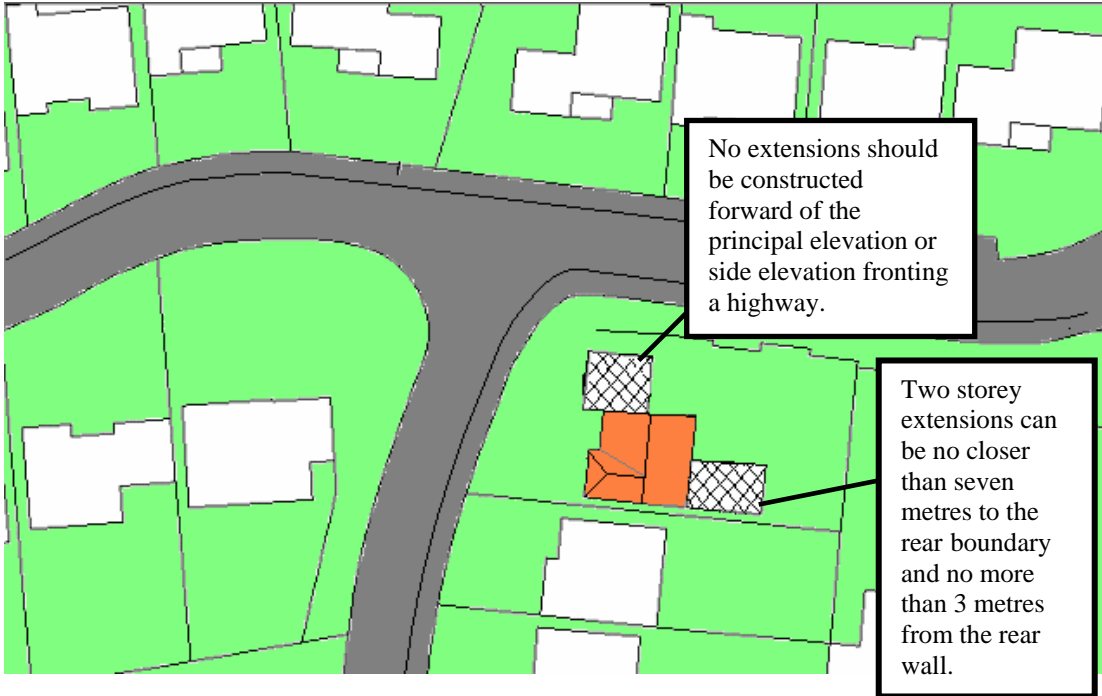 No extensions should
be constructed
forward of the
principal elevation or
side elevation fronting
a highway.
Two storey
extensions can
be no closer
than seven
metres to the
rear boundary
and no more
than 3 metres
from the rear
wall.